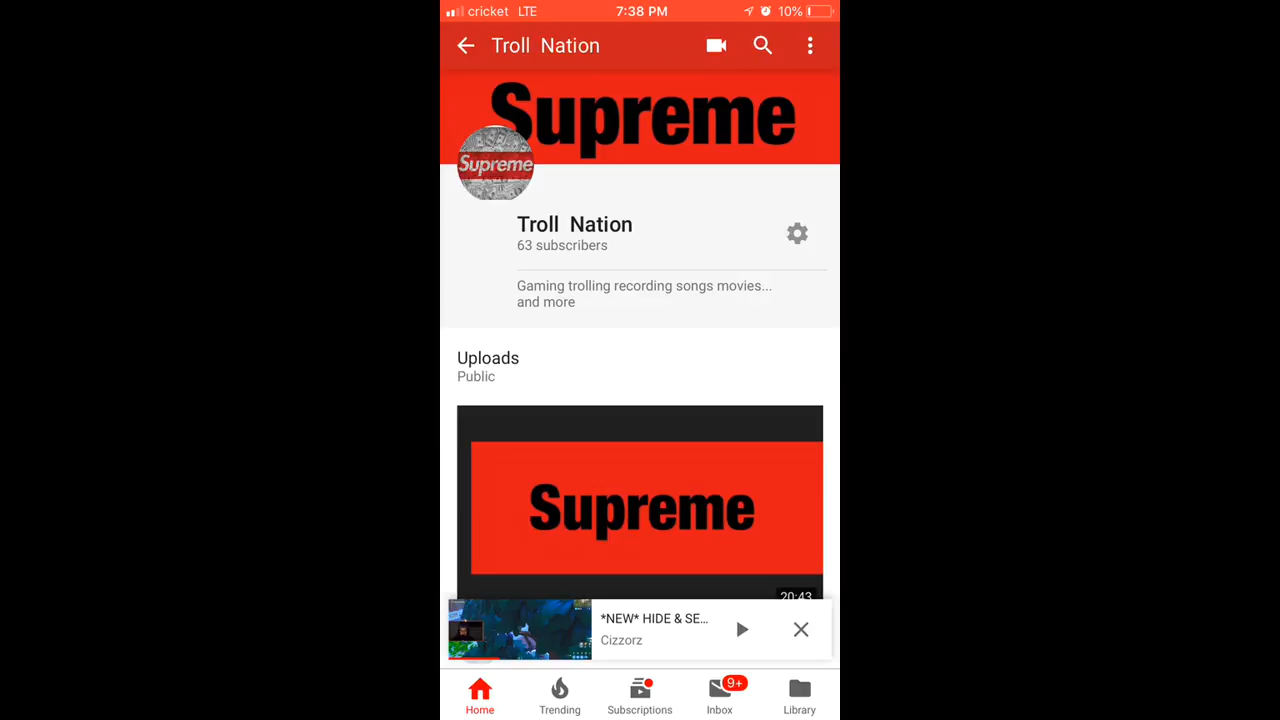 cricket LTE 7:38 PM 10%
Troll Nation
Supreme
Supreme
Troll Nation
63 subscribers
Gaming trolling recording songs movies...
and more
Uploads
Public
Supreme
20:43
*NEW* HIDE & SE...
Cizzorz
9+
Home Trending Subscriptions Inbox Library